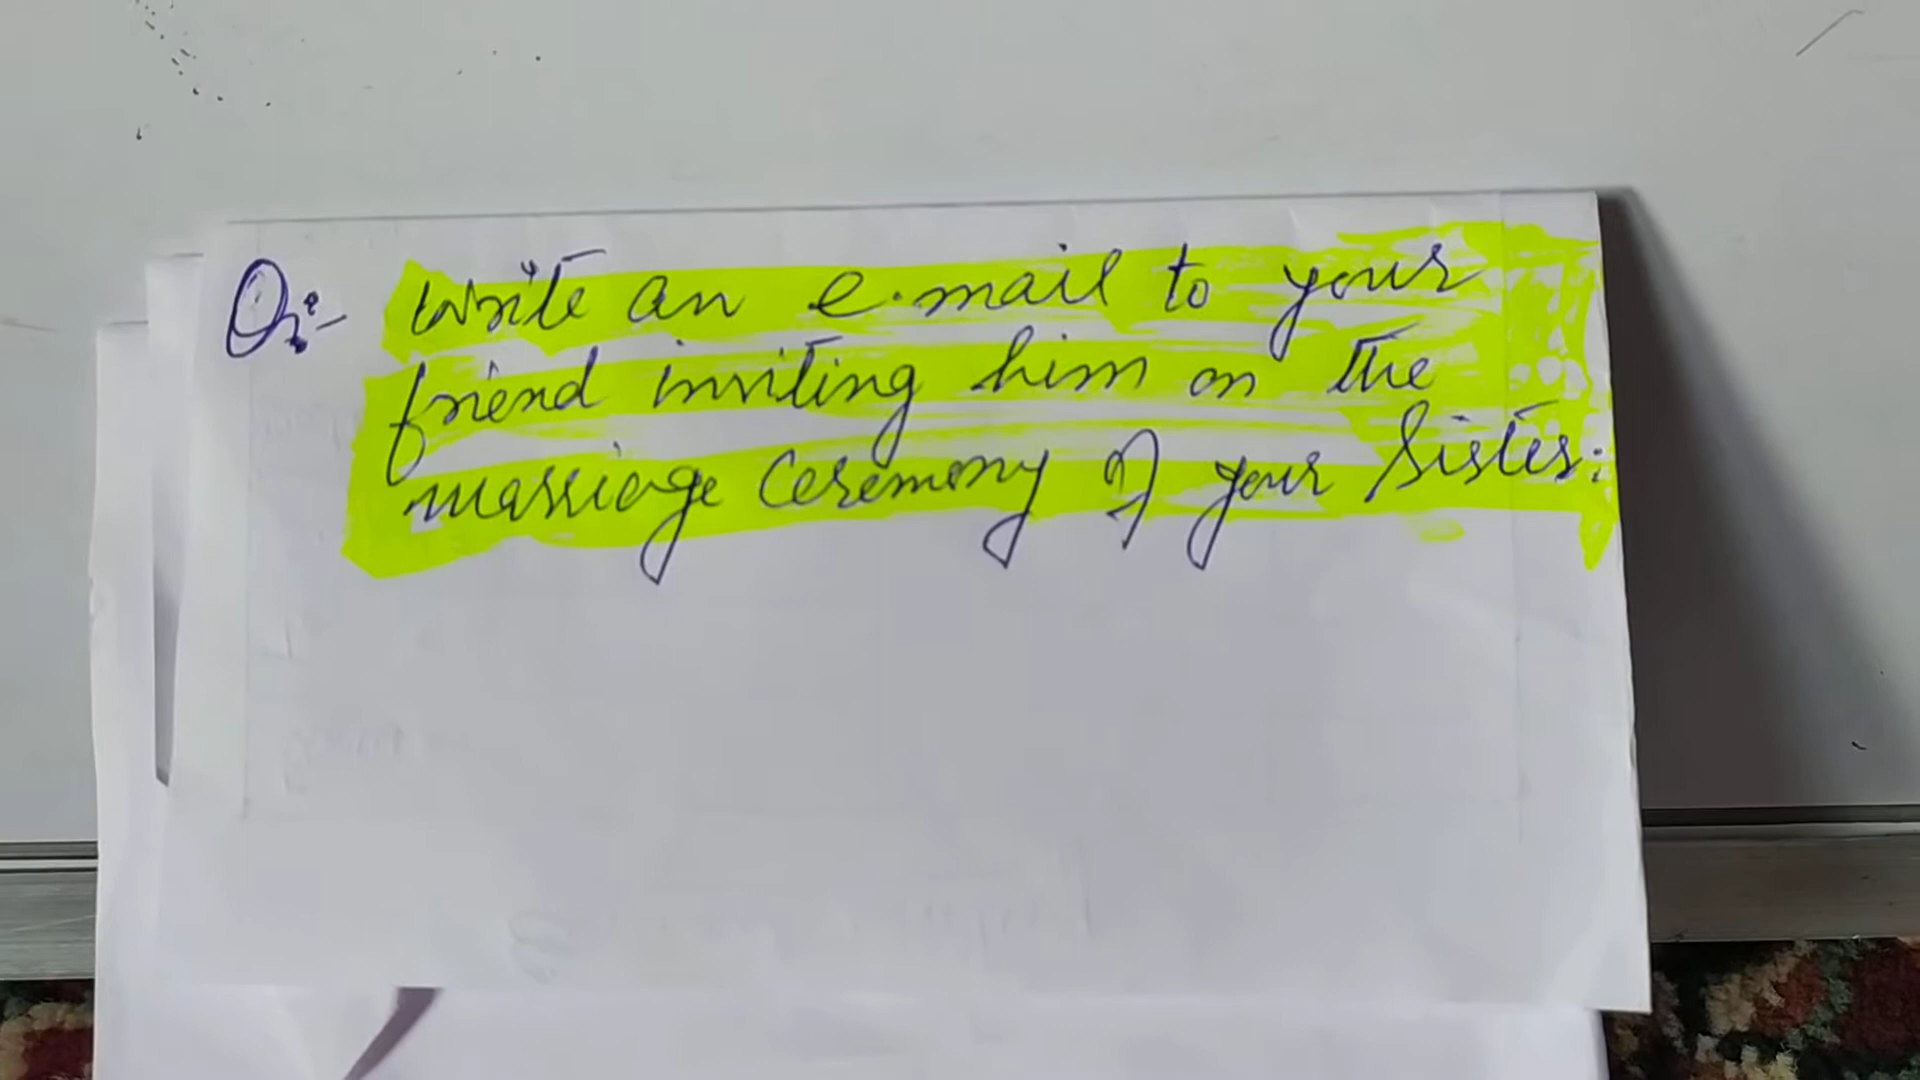 Q:- Write an e.mail to your
friend inviting him on the
marriage ceremony of your Sister: